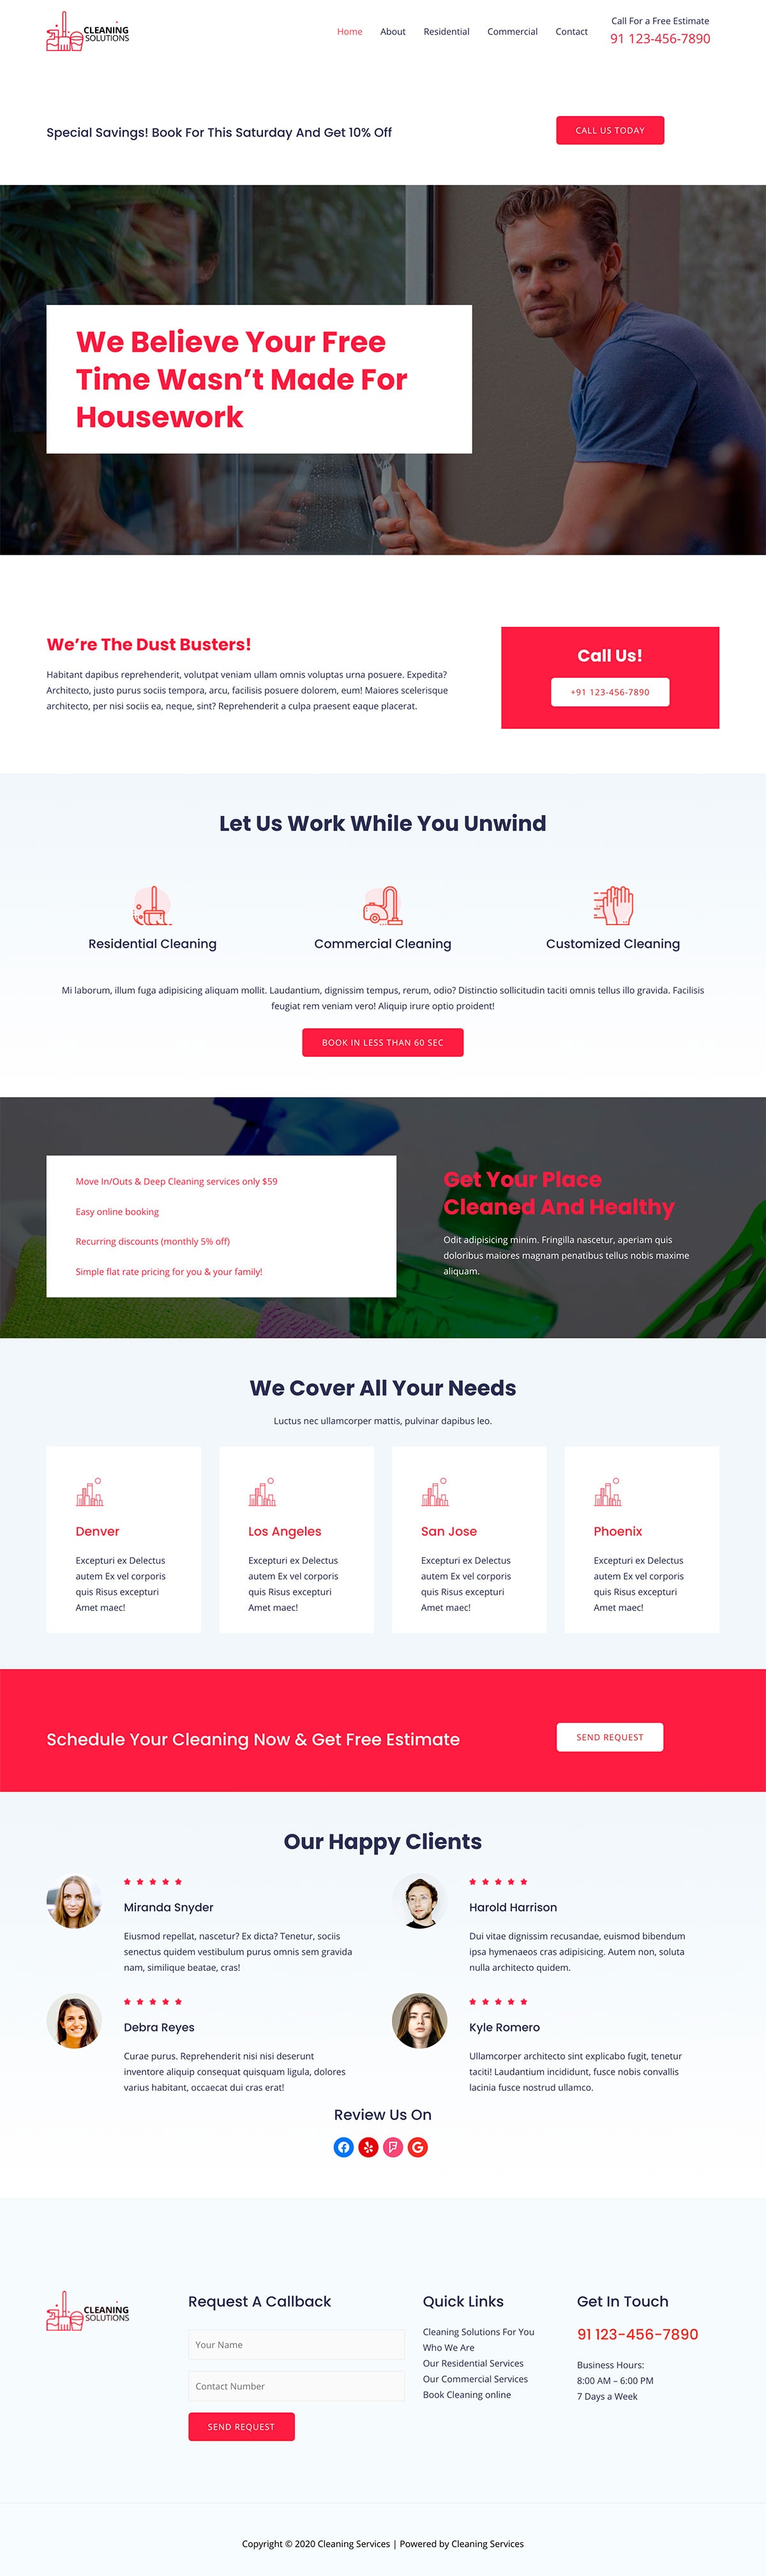 CLEANING
SOLUTIONS
Home About Residential Commercial Contact
Call For a Free Estimate
91 123-456-7890
Special Savings! Book For This Saturday And Get 10% Off
CALL US TODAY
We Believe Your Free
Time Wasn’t Made For
Housework
We’re The Dust Busters!
Habitant dapibus reprehenderit, volutpat veniam ullam omnis voluptas urna posuere. Expedita?
Architecto, justo purus sociis tempora, arcu, facilisis posuere dolorem, eum! Maiores scelerisque
architecto, per nisi sociis ea, neque, sint? Reprehenderit a culpa praesent eaque placerat.
Call Us!
+91 123-456-7890
Let Us Work While You Unwind
Residential Cleaning
Commercial Cleaning
Customized Cleaning
Mi laborum, illum fuga adipisicing aliquam mollit. Laudantium, dignissim tempus, rerum, odio? Distinctio sollicitudin taciti omnis tellus illo gravida. Facilisis
feugiat rem veniam vero! Aliquip irure optio proident!
BOOK IN LESS THAN 60 SEC
Move In/Outs & Deep Cleaning services only $59
Easy online booking
Recurring discounts (monthly 5% off)
Simple flat rate pricing for you & your family!
Get Your Place
Cleaned And Healthy
Odit adipisicing minim. Fringilla nascetur, aperiam quis
doloribus maiores magnam penatibus tellus nobis maxime
aliquam.
We Cover All Your Needs
Luctus nec ullamcorper mattis, pulvinar dapibus leo.
Denver
Excepturi ex Delectus
autem Ex vel corporis
quis Risus excepturi
Amet maec!
Los Angeles
Excepturi ex Delectus
autem Ex vel corporis
quis Risus excepturi
Amet maec!
San Jose
Excepturi ex Delectus
autem Ex vel corporis
quis Risus excepturi
Amet maec!
Phoenix
Excepturi ex Delectus
autem Ex vel corporis
quis Risus excepturi
Amet maec!
Schedule Your Cleaning Now & Get Free Estimate
SEND REQUEST
Our Happy Clients
Miranda Snyder
Eiusmod repellat, nascetur? Ex dicta? Tenetur, sociis
senectus quidem vestibulum purus omnis sem gravida
nam, similique beatae, cras!
Harold Harrison
Dui vitae dignissim recusandae, euismod bibendum
ipsa hymenaeos cras adipisicing. Autem non, soluta
nulla architecto quidem.
Debra Reyes
Curae purus. Reprehenderit nisi nisi deserunt
inventore aliquip consequat quisquam ligula, dolores
varius habitant, occaecat dui cras erat!
Kyle Romero
Ullamcorper architecto sint explicabo fugit, tenetur
taciti! Laudantium incididunt, fusce nobis convallis
lacinia fusce nostrud ullamco.
Review Us On
CLEANING
SOLUTIONS
Request A Callback
Your Name
Contact Number
SEND REQUEST
Quick Links
Cleaning Solutions For You
Who We Are
Our Residential Services
Our Commercial Services
Book Cleaning online
Get In Touch
91 123-456-7890
Business Hours:
8:00 AM – 6:00 PM
7 Days a Week
Copyright © 2020 Cleaning Services | Powered by Cleaning Services